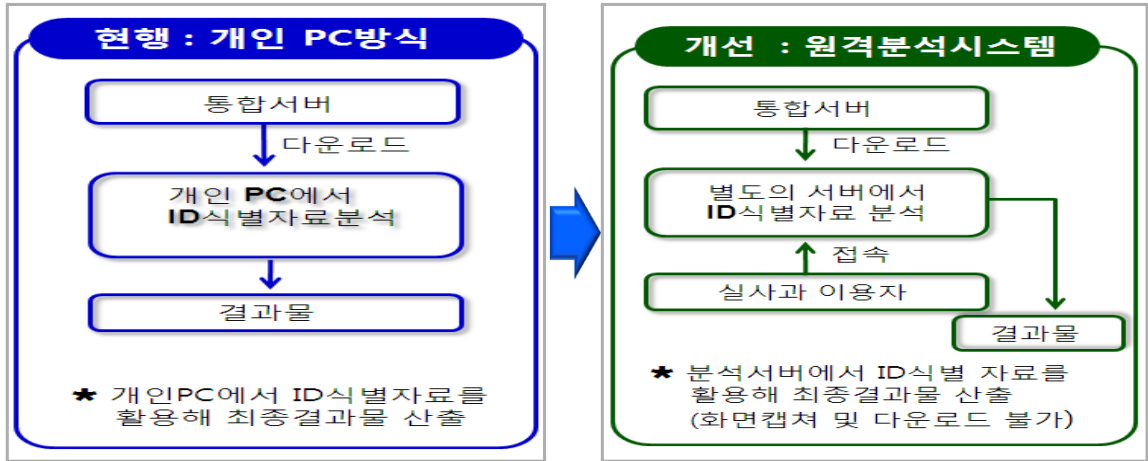 현행 : 개인 PC방식
통합서버
다운로드
개인 PC에서
ID식별자료분석
결과물
★ 개인PC에서 ID식별자료를
활용해 최종결과물 산출
개선 : 원격분석시스템
통합서버
다운로드
별도의 서버에서
ID식별자료 분석
접속
실사과 이용자
결과물
★ 분석서버에서 ID식별 자료를
활용해 최종결과물 산출
(화면캡쳐 및 다운로드 불가)